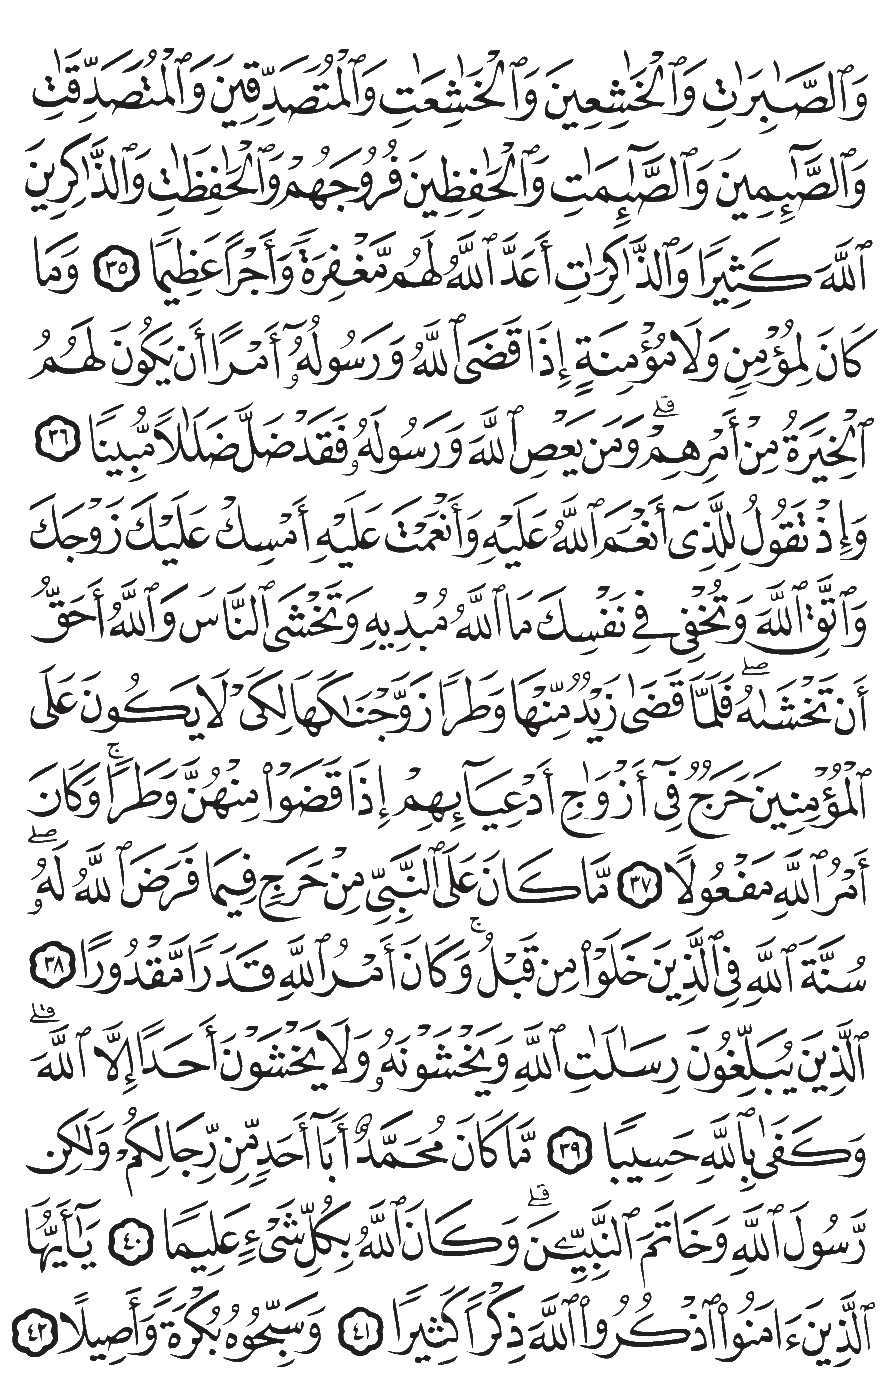 وَٱلصَّـٰبِرَٰتِ وَٱلْخَـٰشِعِينَ وَٱلْخَـٰشِعَـٰتِ وَٱلْمُتَصَدِّقِينَ وَٱلْمُتَصَدِّقَـٰتِ
وَٱلصَّـٰٓئِمِينَ وَٱلصَّـٰٓئِمَـٰتِ وَٱلْحَـٰفِظِينَ فُرُوجَهُمْ وَٱلْحَـٰفِظَـٰتِ وَٱلذَّٰكِرِينَ
ٱللَّهَ كَثِيرًا وَٱلذَّٰكِرَٰتِ أَعَدَّ ٱللَّهُ لَهُم مَّغْفِرَةً وَأَجْرًا عَظِيمًا ٣٥ وَمَا
كَانَ لِمُؤْمِنٍ وَلَا مُؤْمِنَةٍ إِذَا قَضَى ٱللَّهُ وَرَسُولُهُۥٓ أَمْرًا أَن يَكُونَ لَهُمُ
ٱلْخِيَرَةُ مِنْ أَمْرِهِمْ ۗ وَمَن يَعْصِ ٱللَّهَ وَرَسُولَهُۥ فَقَدْ ضَلَّ ضَلَـٰلًا مُّبِينًا ٣٦
وَإِذْ تَقُولُ لِلَّذِىٓ أَنْعَمَ ٱللَّهُ عَلَيْهِ وَأَنْعَمْتَ عَلَيْهِ أَمْسِكْ عَلَيْكَ زَوْجَكَ
وَٱتَّقِ ٱللَّهَ وَتُخْفِى فِى نَفْسِكَ مَا ٱللَّهُ مُبْدِيهِ وَتَخْشَى ٱلنَّاسَ وَٱللَّهُ أَحَقُّ
أَن تَخْشَىٰهُ ۖ فَلَمَّا قَضَىٰ زَيْدٌ مِّنْهَا وَطَرًا زَوَّجْنَـٰكَهَا لِكَىْ لَا يَكُونَ عَلَى
ٱلْمُؤْمِنِينَ حَرَجٌ فِىٓ أَزْوَٰجِ أَدْعِيَآئِهِمْ إِذَا قَضَوْا۟ مِنْهُنَّ وَطَرًا ۚ وَكَانَ
أَمْرُ ٱللَّهِ مَفْعُولًا ٣٧ مَّا كَانَ عَلَى ٱلنَّبِىِّ مِنْ حَرَجٍ فِيمَا فَرَضَ ٱللَّهُ لَهُۥ ۖ
سُنَّةَ ٱللَّهِ فِى ٱلَّذِينَ خَلَوْا۟ مِن قَبْلُ ۚ وَكَانَ أَمْرُ ٱللَّهِ قَدَرًا مَّقْدُورًا ٣٨
ٱلَّذِينَ يُبَلِّغُونَ رِسَـٰلَـٰتِ ٱللَّهِ وَيَخْشَوْنَهُۥ وَلَا يَخْشَوْنَ أَحَدًا إِلَّا ٱللَّهَ ۗ
وَكَفَىٰ بِٱللَّهِ حَسِيبًا ٣٩ مَّا كَانَ مُحَمَّدٌ أَبَآ أَحَدٍ مِّن رِّجَالِكُمْ وَلَـٰكِن
رَّسُولَ ٱللَّهِ وَخَاتَمَ ٱلنَّبِيِّـۧنَ ۗ وَكَانَ ٱللَّهُ بِكُلِّ شَىْءٍ عَلِيمًا ٤٠ يَـٰٓأَيُّهَا
ٱلَّذِينَ ءَامَنُوا۟ ٱذْكُرُوا۟ ٱللَّهَ ذِكْرًا كَثِيرًا ٤١ وَسَبِّحُوهُ بُكْرَةً وَأَصِيلًا ٤٢